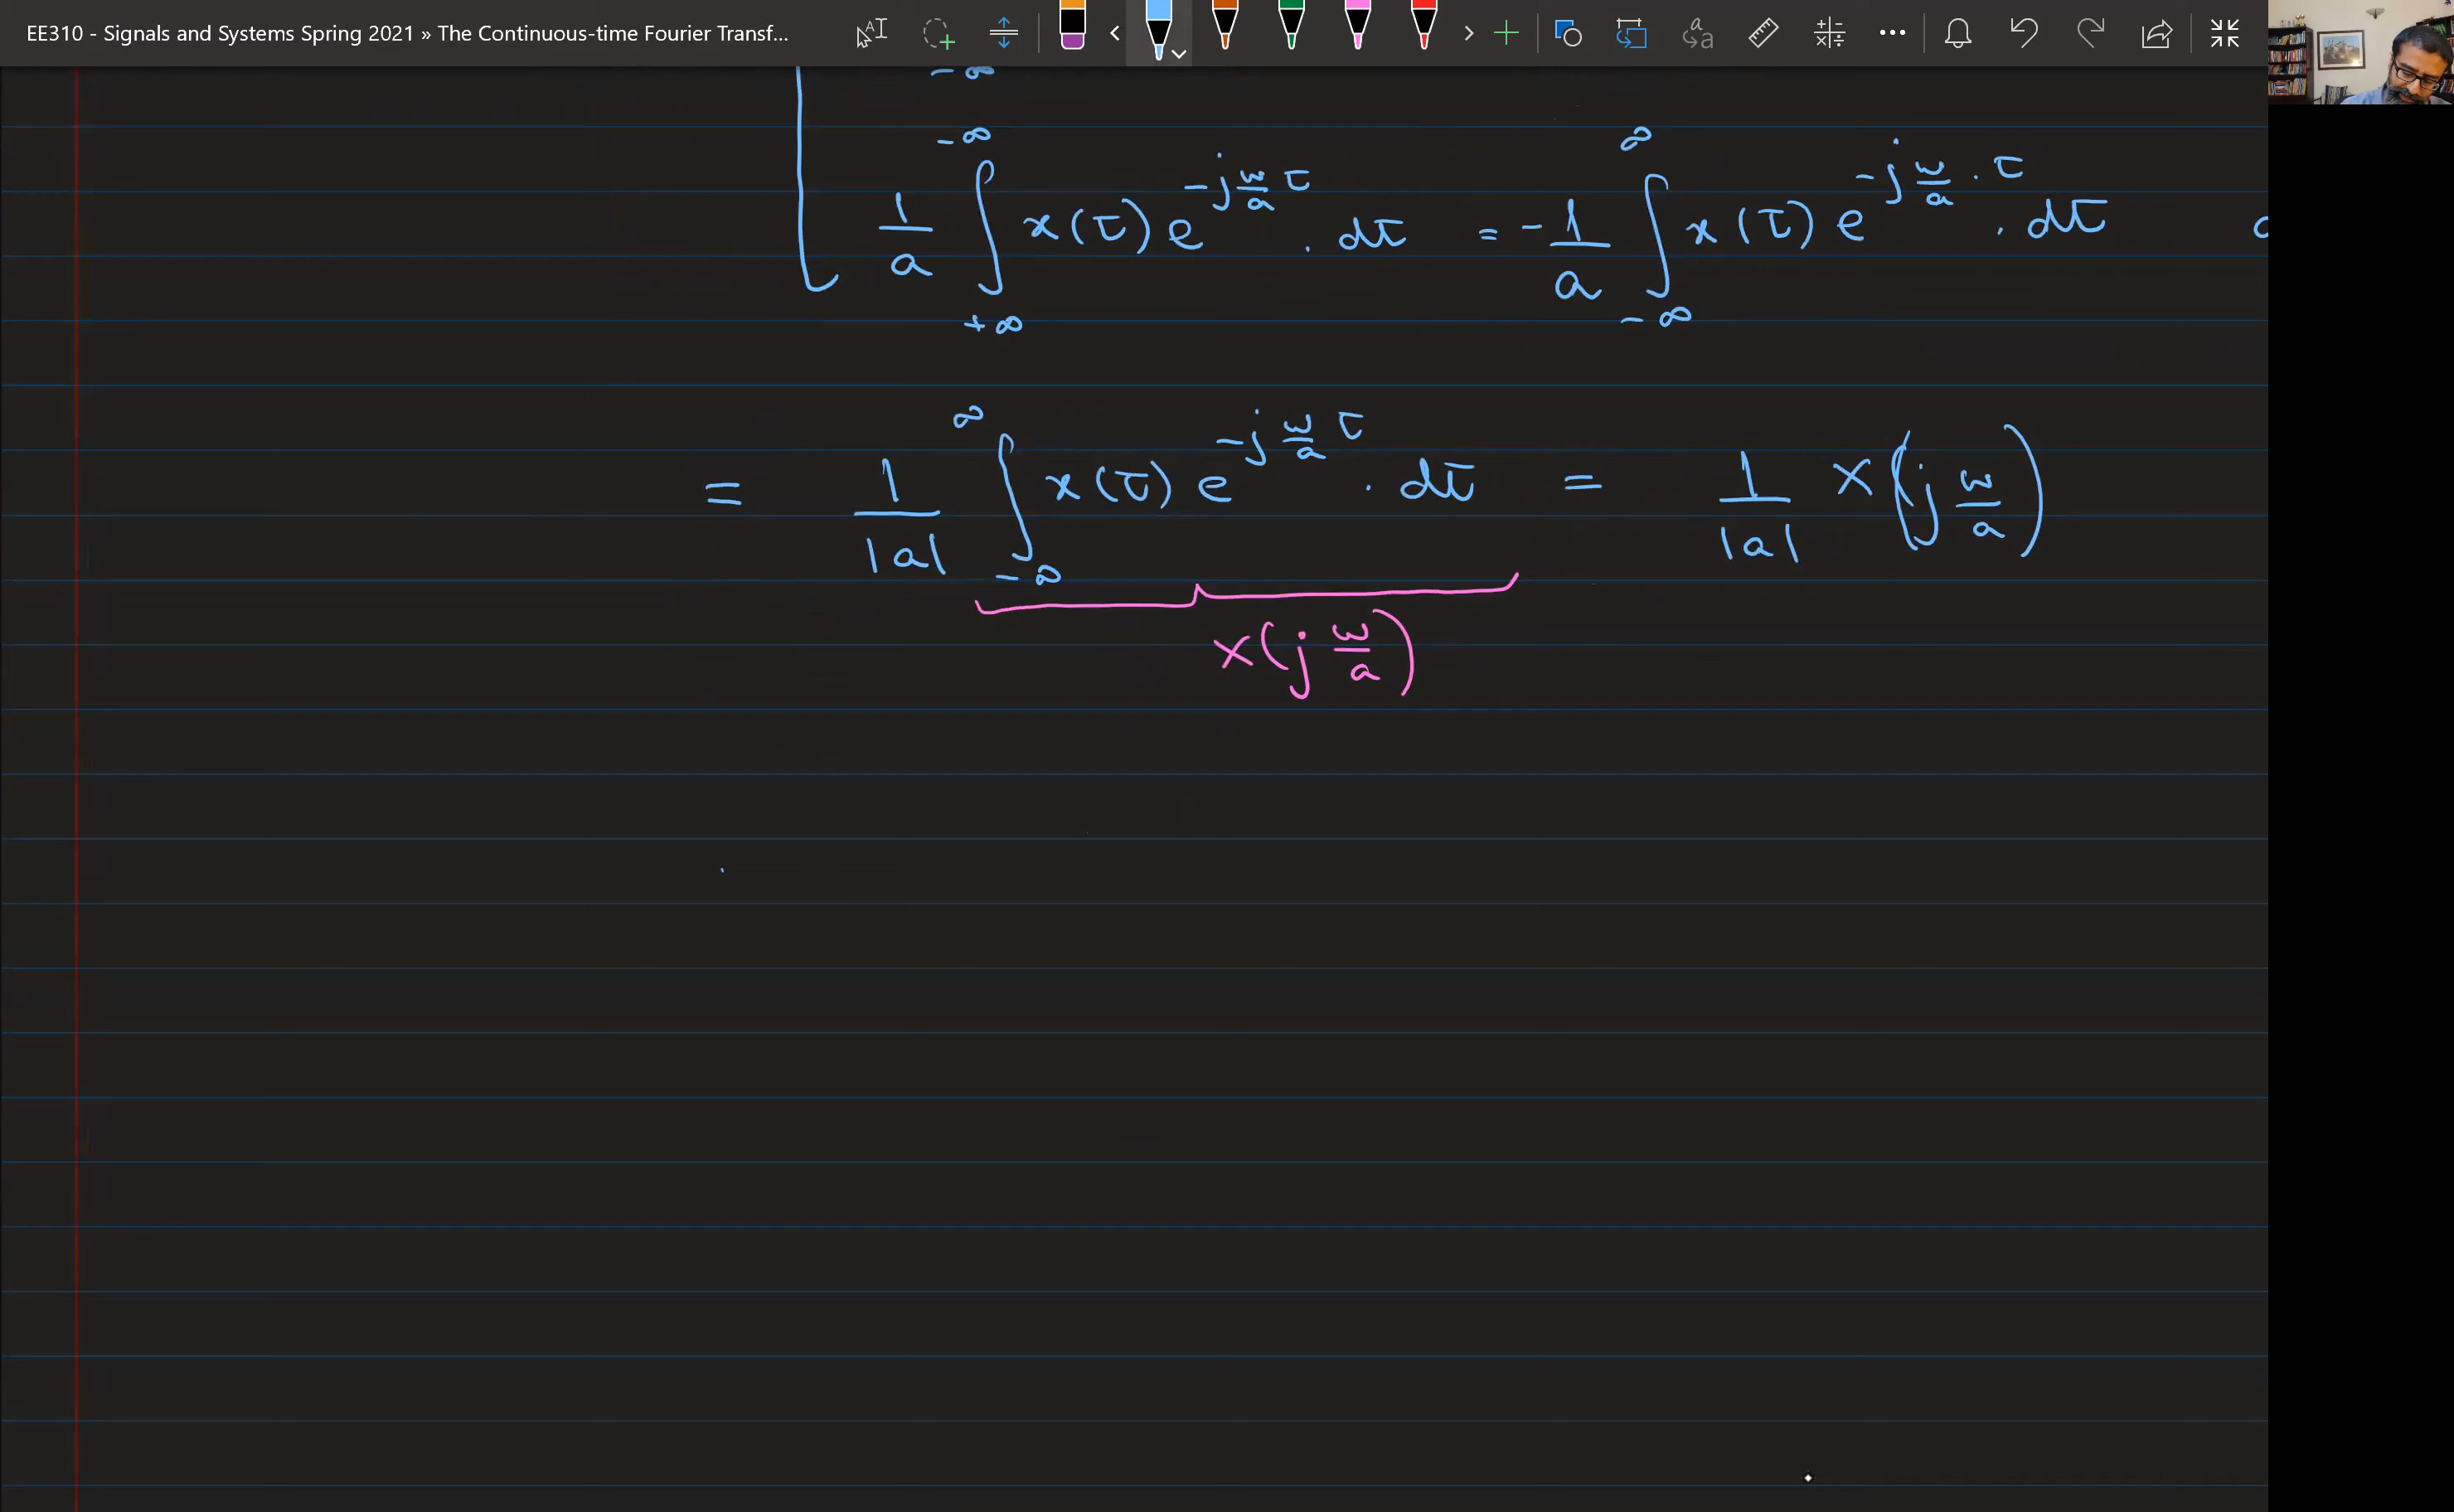 EE310 - Signals and Systems Spring 2021 » The Continuous-time Fourier Transf...
-∞
1/a ∫_{+∞}^{-∞} x(τ) e^{-j ω/a τ} . dτ = - 1/a ∫_{-∞}^{∞} x(τ) e^{-j ω/a . τ} . dτ
= 1/|a| ∫_{-∞}^{∞} x(τ) e^{-j ω/a τ} . dτ = 1/|a| X(j ω/a)
X(j ω/a)